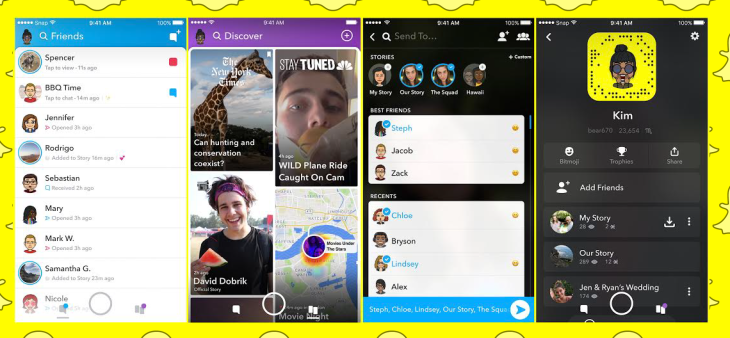 Snap
9:41 AM
100%
Friends
Spencer
Tap to view - 11s ago
BBQ Time
Tap to chat - 14m ago
Jennifer
Opened 3h ago
Rodrigo
Added to Story 16m ago
Sebastian
Received 2h ago
Mary
Opened 3h ago
Mark W.
Opened 3h ago
Samantha G.
Added to Story 23m ago
Nicole
9:41 AM
Discover
The
New York
Times
Today
Can hunting and
conservation
coexist?
STAY TUNED
4h ago
WILD Plane Ride
Caught On Cam
2h ago
David Dobrik
Official Story
Movies Under
The Stars
Movie Night
Snap
9:41 AM
100%
Send To...
STORIES
+ Custom
My Story
Our Story
The Squad
Hawaii
BEST FRIENDS
Steph
Jacob
Zack
RECENTS
Chloe
Bryson
Lindsey
Alex
Steph, Chloe, Lindsey, Our Story, The Squa
Snap
9:41 AM
100%
Kim
bear670
23,654
Bitmoji
Trophies
Share
Add Friends
My Story
28
2
Our Story
289
12
Jen & Ryan's Wedding
174